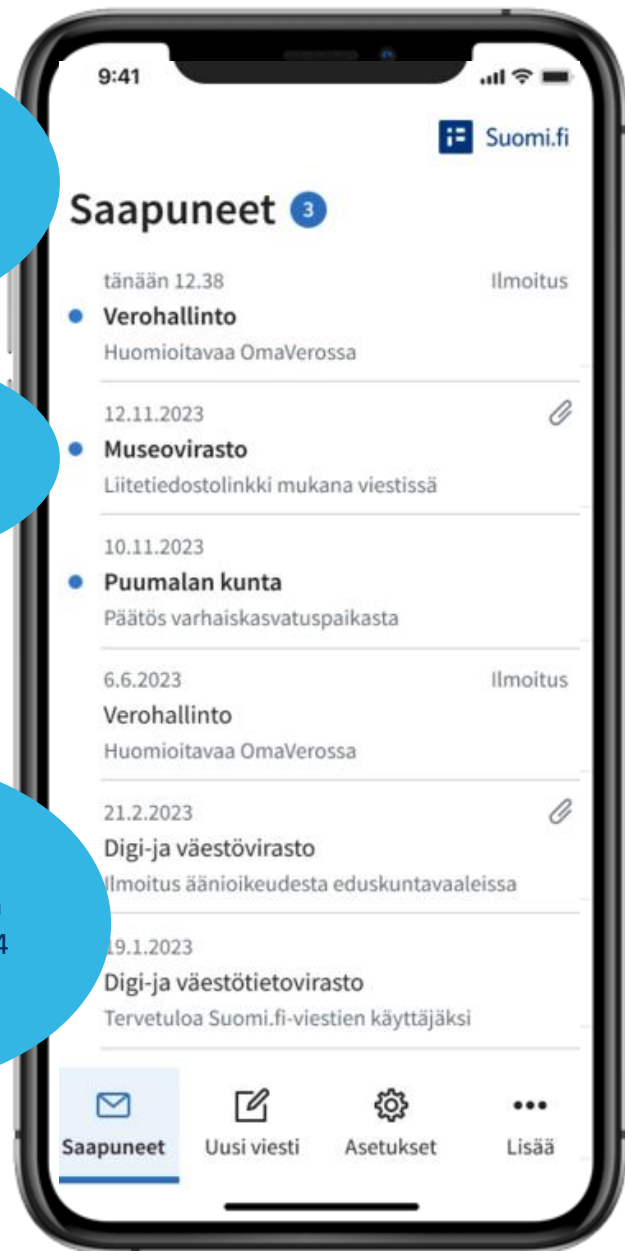 9:41
Suomi.fi
Saapuneet 3
tänään 12.38 Ilmoitus
Verohallinto
Huomioitavaa OmaVerossa
12.11.2023
Museovirasto
Liitetiedostolinkki mukana viestissä
10.11.2023
Puumalan kunta
Päätös varhaiskasvatuspaikasta
6.6.2023 Ilmoitus
Verohallinto
Huomioitavaa OmaVerossa
21.2.2023
Digi-ja väestövirasto
Ilmoitus äänioikeudesta eduskuntavaaleissa
4
19.1.2023
Digi-ja väestötietovirasto
Tervetuloa Suomi.fi-viestien käyttäjäksi
Saapuneet Uusi viesti Asetukset Lisää